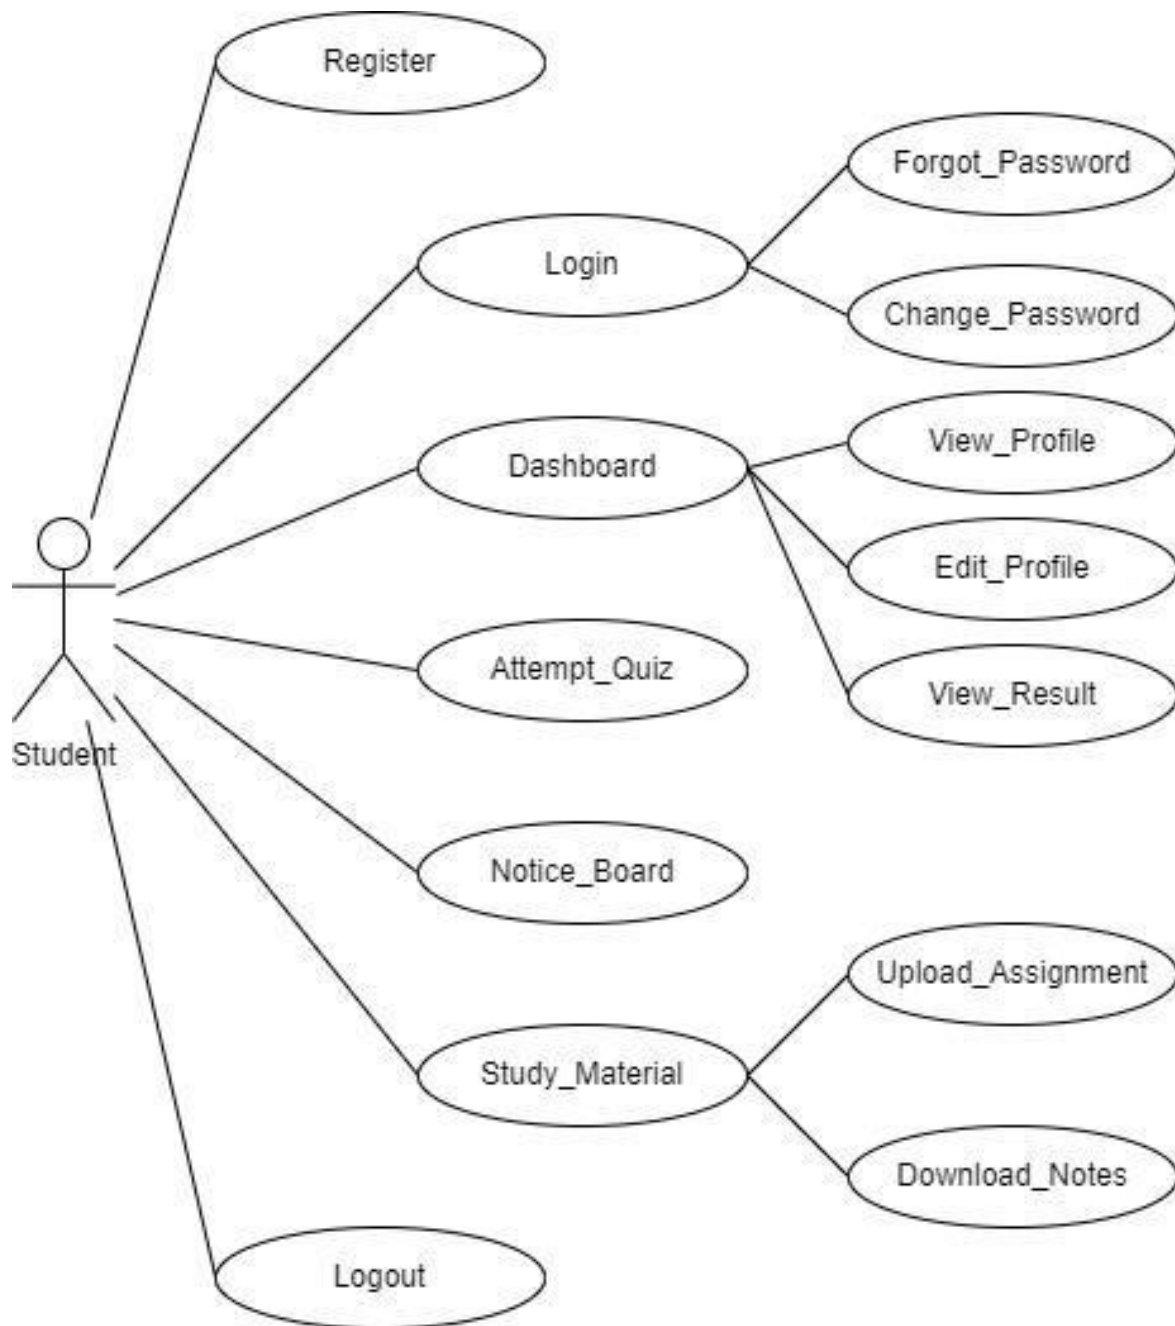 Register
Forgot_Password
Login
Change_Password
View_Profile
Dashboard
Edit_Profile
Attempt_Quiz
View_Result
Student
Notice_Board
Upload_Assignment
Study_Material
Download_Notes
Logout